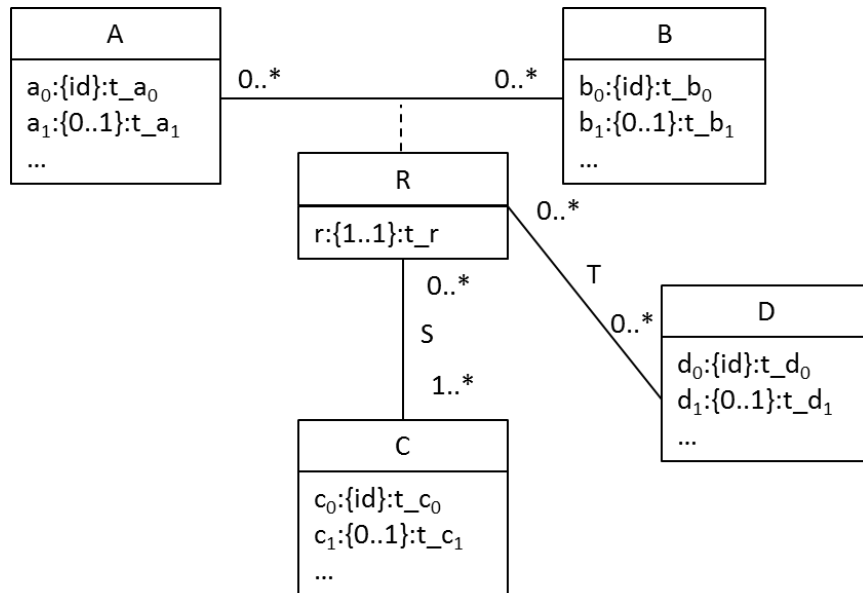 A
a₀:{id}:t_a₀
a₁:{0..1}:t_a₁
...
0..*
0..*
B
b₀:{id}:t_b₀
b₁:{0..1}:t_b₁
...
R
r:{1..1}:t_r
0..*
T
0..*
0..*
S
1..*
D
d₀:{id}:t_d₀
d₁:{0..1}:t_d₁
...
C
c₀:{id}:t_c₀
c₁:{0..1}:t_c₁
...